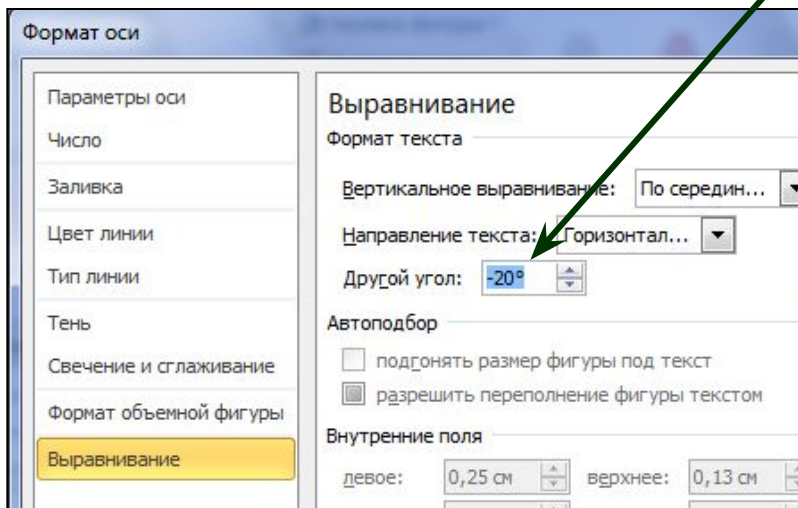 Формат оси
Параметры оси
Число
Заливка
Цвет линии
Тип линии
Тень
Свечение и сглаживание
Формат объемной фигуры
Выравнивание
Выравнивание
Формат текста
Вертикальное выравнивание: По середин...
Направление текста: Горизонтал...
Другой угол: -20°
Автоподбор
подгонять размер фигуры под текст
разрешить переполнение фигуры текстом
Внутренние поля
левое: 0,25 см верхнее: 0,13 см